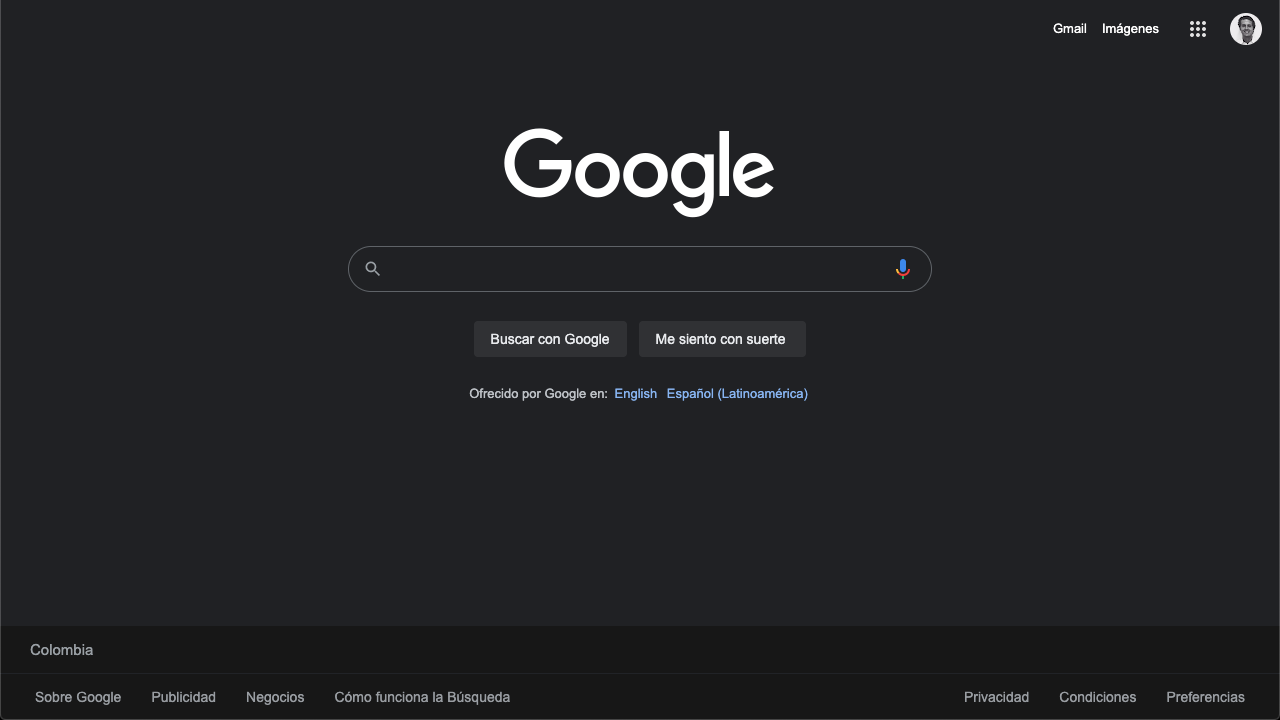 Gmail Imágenes
Google
Buscar con Google Me siento con suerte
Ofrecido por Google en: English Español (Latinoamérica)
Colombia
Sobre Google Publicidad Negocios Cómo funciona la Búsqueda Privacidad Condiciones Preferencias